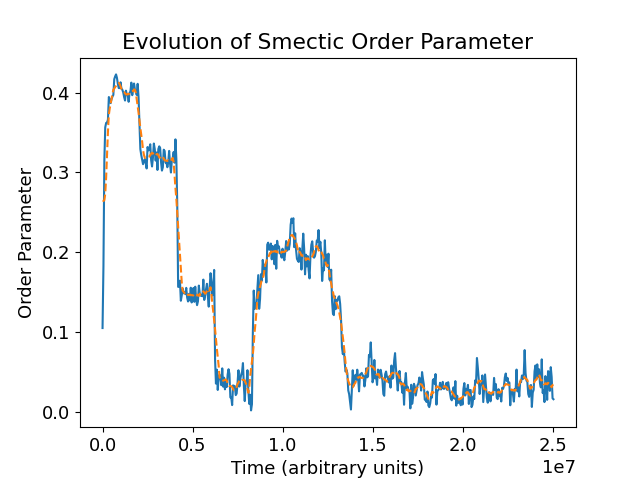 Evolution of Smectic Order Parameter
Order Parameter
0.4
0.3
0.2
0.1
0.0
0.0 0.5 1.0 1.5 2.0 2.5
1e7
Time (arbitrary units)